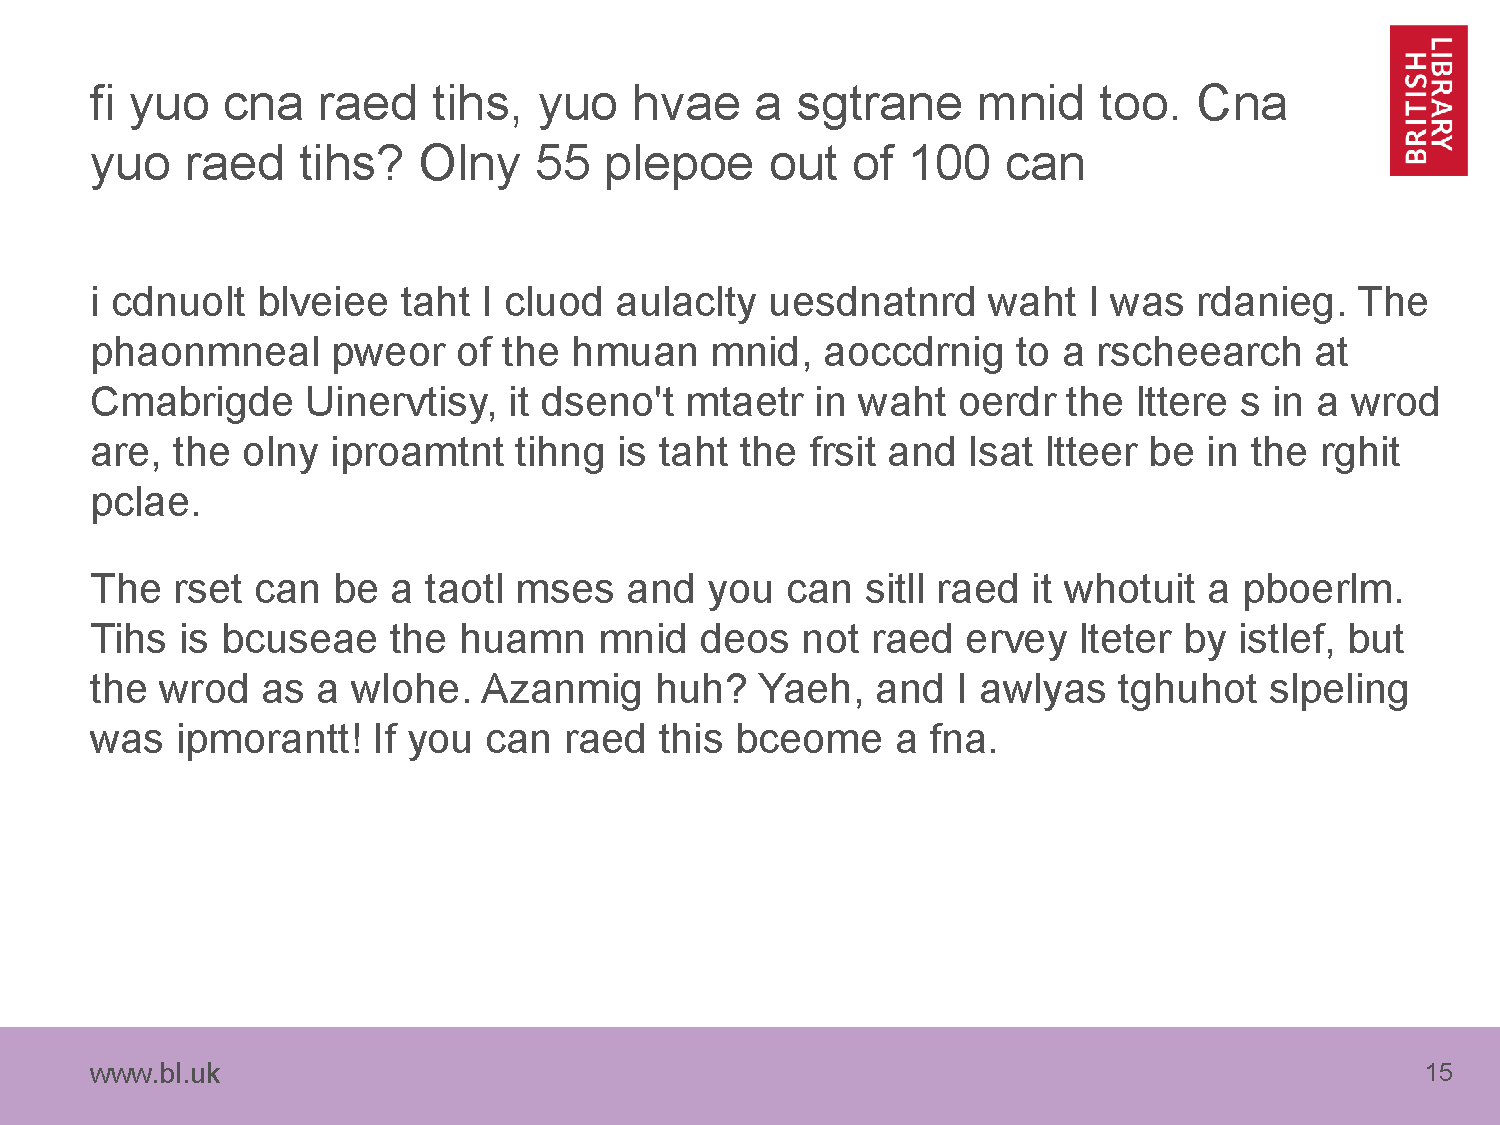 fi yuo cna raed tihs, yuo hvae a sgtrane mnid too. Cna
yuo raed tihs? Olny 55 plepoe out of 100 can
BRITISH
LIBRARY
i cdnuolt blveiee taht I cluod aulaclty uesdnatnrd waht I was rdanieg. The
phaonmneal pweor of the hmuan mnid, aoccdrnig to a rscheearch at
Cmabrigde Uinervtisy, it dseno't mtaetr in waht oerdr the lttere s in a wrod
are, the olny iproamtnt tihng is taht the frsit and lsat ltteer be in the rghit
pclae.
The rset can be a taotl mses and you can sitll raed it whotuit a pboerlm.
Tihs is bcuseae the huamn mnid deos not raed ervey lteter by istlef, but
the wrod as a wlohe. Azanmig huh? Yaeh, and I awlyas tghuhot slpeling
was ipmorantt! If you can raed this bceome a fna.
www.bl.uk
15